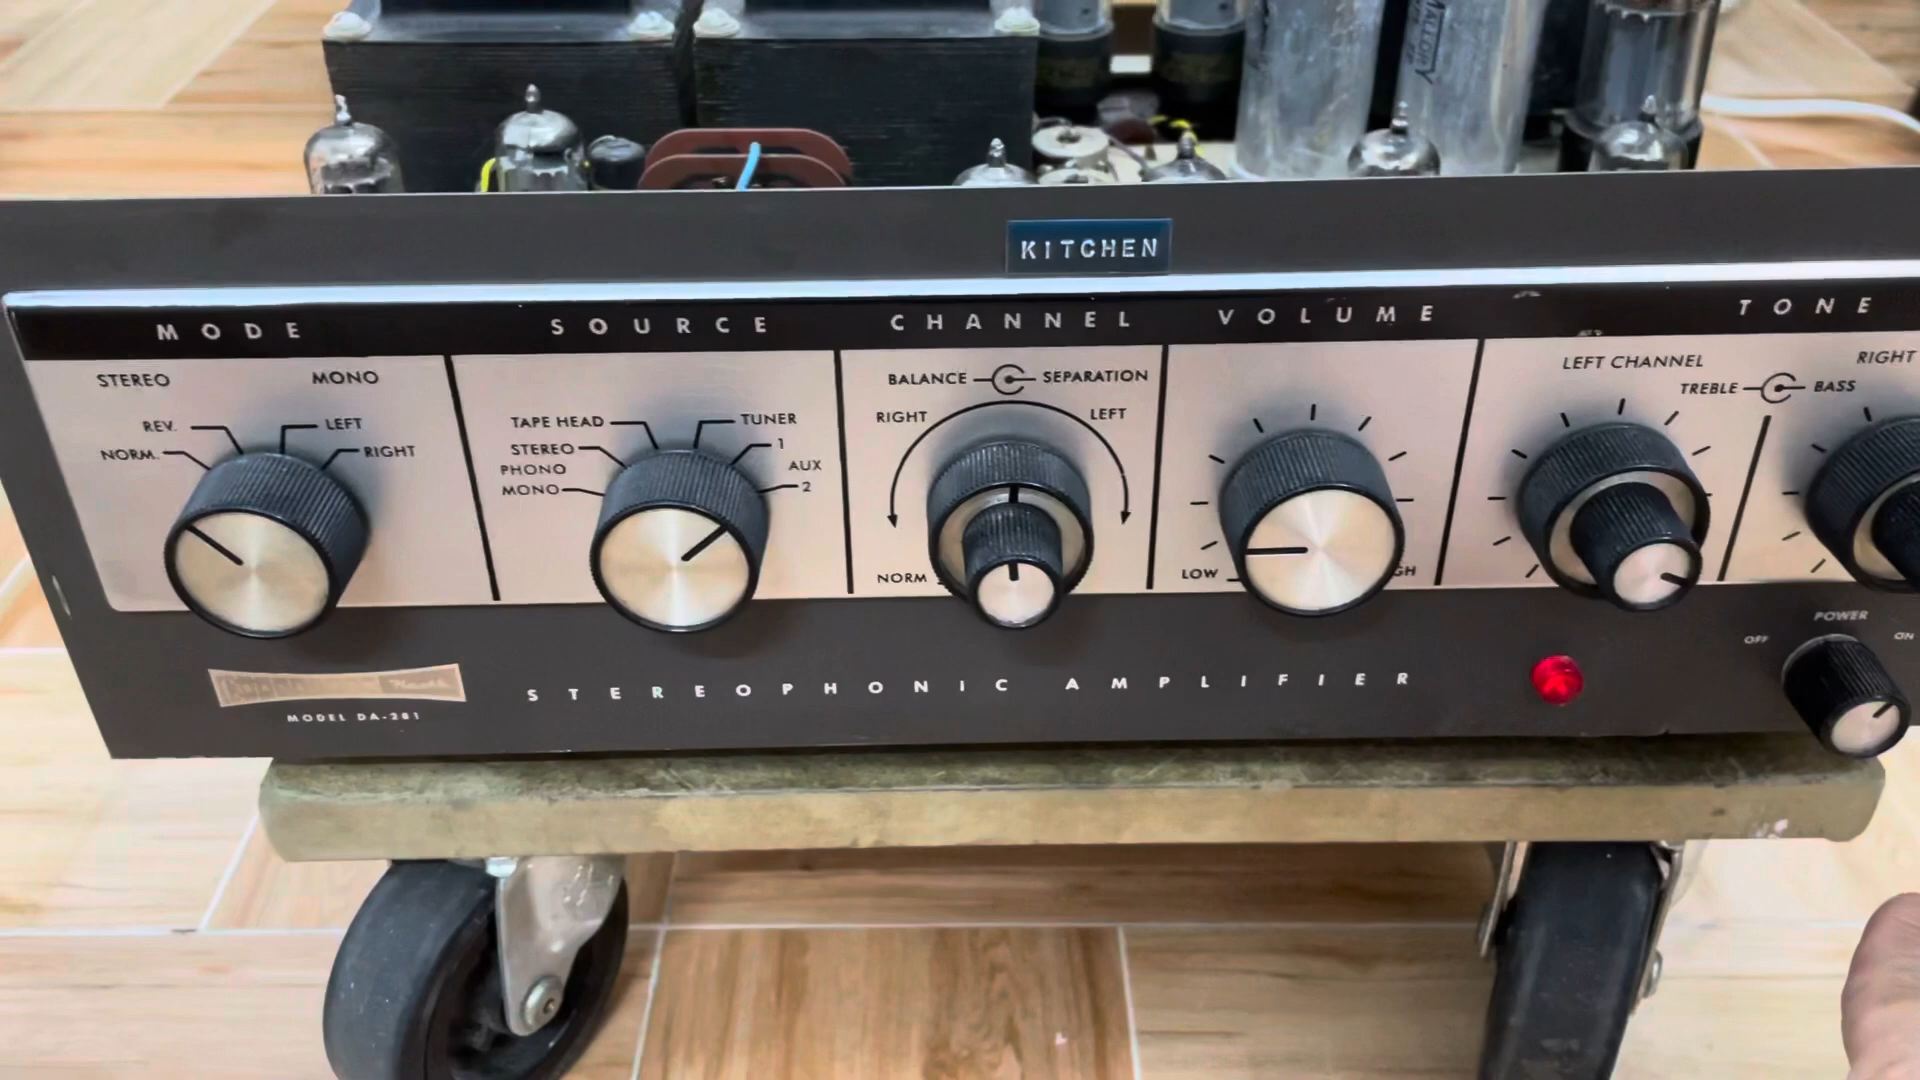 MALLORY
KITCHEN
MODE
SOURCE
CHANNEL
VOLUME
TONE
STEREO
MONO
REV.
LEFT
NORM.
RIGHT
TAPE HEAD
TUNER
STEREO
1
PHONO
AUX
MONO
2
BALANCE
SEPARATION
RIGHT
LEFT
NORM
LOW
GH
LEFT CHANNEL
RIGHT
TREBLE
BASS
POWER
OFF
ON
MODEL DA-281
STEREOPHONIC AMPLIFIER